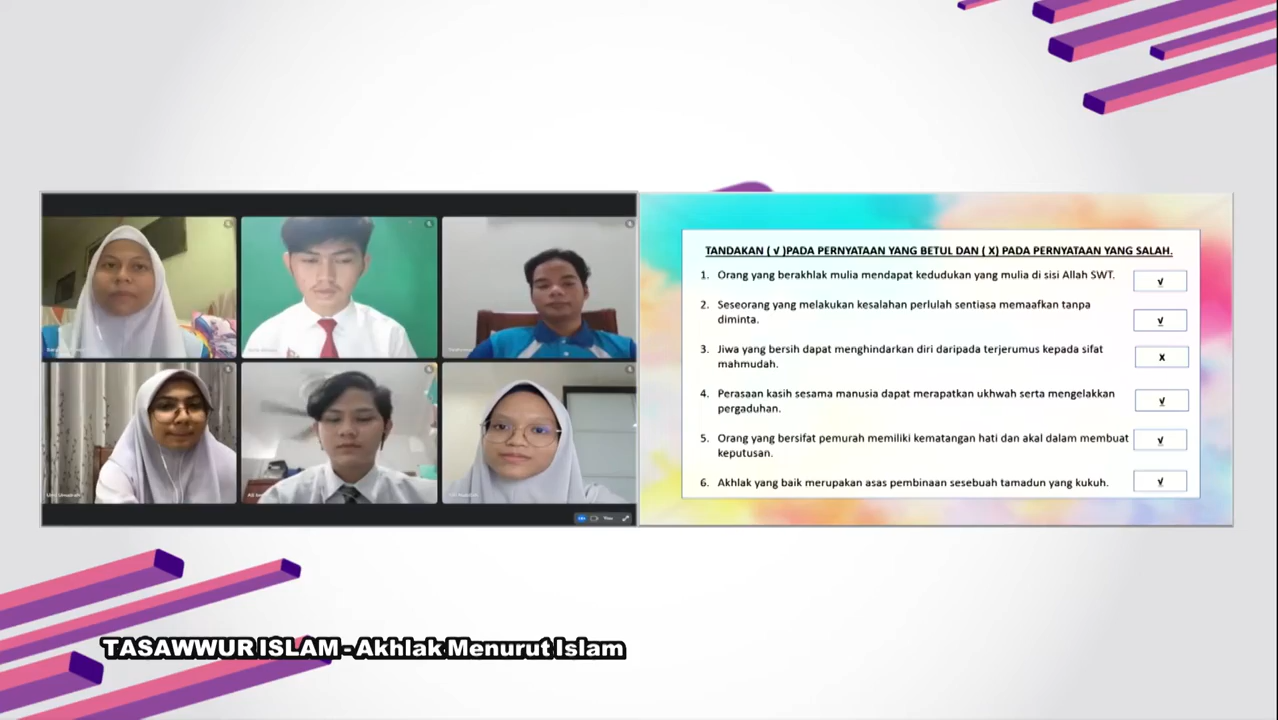 TANDAKAN ( √ )PADA PERNYATAAN YANG BETUL DAN ( X) PADA PERNYATAAN YANG SALAH.
1. Orang yang berakhlak mulia mendapat kedudukan yang mulia di sisi Allah SWT. √
2. Seseorang yang melakukan kesalahan perlulah sentiasa memaafkan tanpa
diminta. √
3. Jiwa yang bersih dapat menghindarkan diri daripada terjerumus kepada sifat
mahmudah. X
4. Perasaan kasih sesama manusia dapat merapatkan ukhwah serta mengelakkan
pergaduhan. √
5. Orang yang bersifat pemurah memiliki kematangan hati dan akal dalam membuat
keputusan. √
6. Akhlak yang baik merupakan asas pembinaan sesebuah tamadun yang kukuh. √
You
TASAWWUR ISLAM - Akhlak Menurut Islam